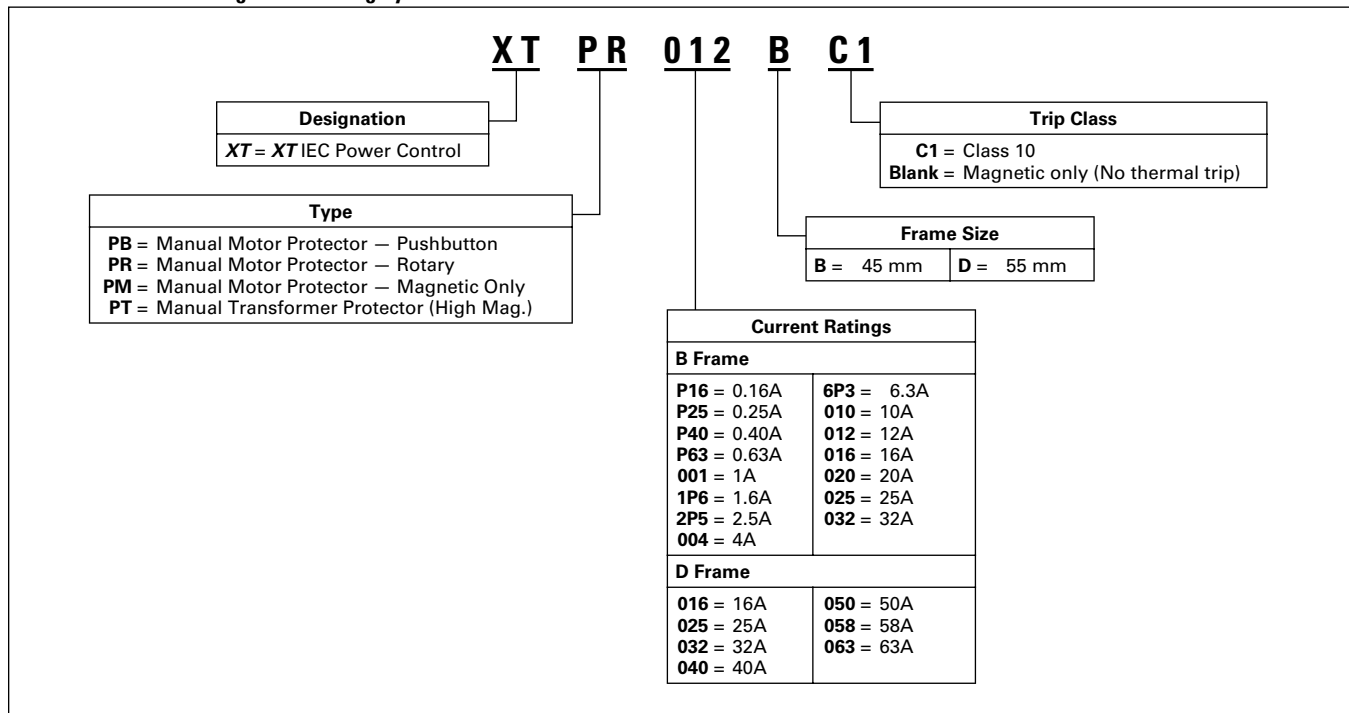 XT PR 012 B C1
Designation
XT = XT IEC Power Control
Type
PB = Manual Motor Protector — Pushbutton
PR = Manual Motor Protector — Rotary
PM = Manual Motor Protector — Magnetic Only
PT = Manual Transformer Protector (High Mag.)
Trip Class
C1 = Class 10
Blank = Magnetic only (No thermal trip)
Frame Size
B = 45 mm D = 55 mm
Current Ratings
B Frame
P16 = 0.16A
P25 = 0.25A
P40 = 0.40A
P63 = 0.63A
001 = 1A
1P6 = 1.6A
2P5 = 2.5A
004 = 4A
6P3 = 6.3A
010 = 10A
012 = 12A
016 = 16A
020 = 20A
025 = 25A
032 = 32A
D Frame
016 = 16A
025 = 25A
032 = 32A
040 = 40A
050 = 50A
058 = 58A
063 = 63A